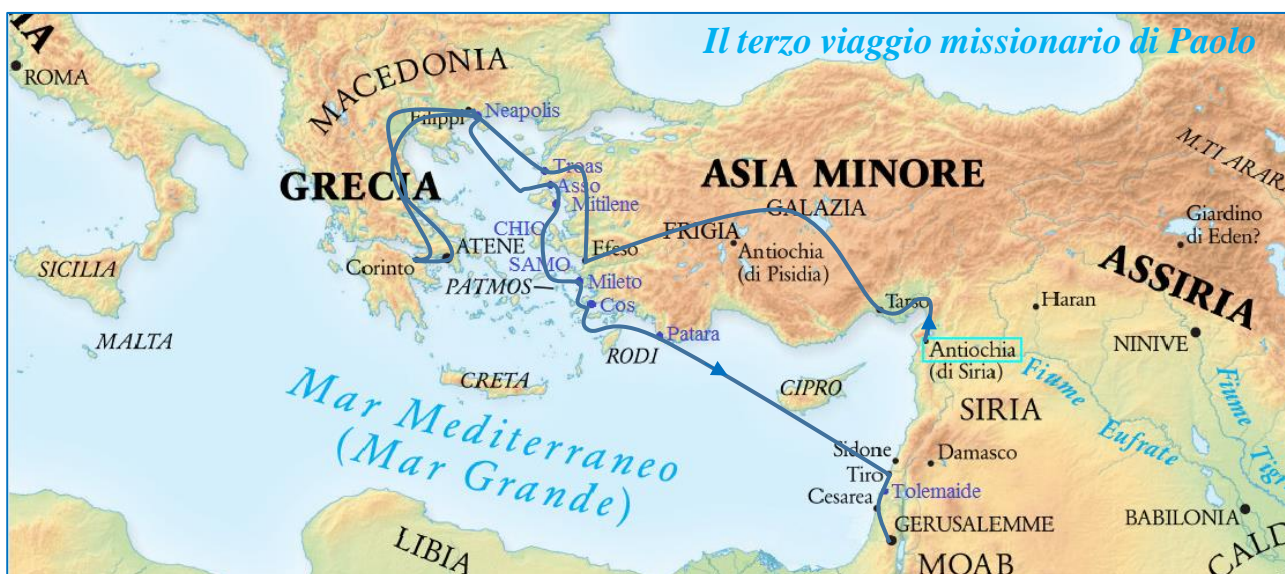 Il terzo viaggio missionario di Paolo
ROMA
MACEDONIA
Filippi
Neapolis
Troas
Asso
Mitilene
GRECIA
ASIA MINORE
GALAZIA
FRIGIA
Antiochia
(di Pisidia)
M.TI ARAR
Giardino
di Eden?
CHIO
ATENE
Efeso
Corinto
SAMO
PATMOS
Mileto
Cos
SICILIA
MALTA
Tarso
Haran
ASSIRIA
NINIVE
Patara
RODI
CRETA
CIPRO
Antiochia
(di Siria)
Fiume
Eufrate
Fiume
Tigr
SIRIA
Mar Mediterraneo
(Mar Grande)
Sidone
Damasco
Tiro
Tolemaide
Cesarea
GERUSALEMME
BABILONIA
LIBIA
MOAB
CALD